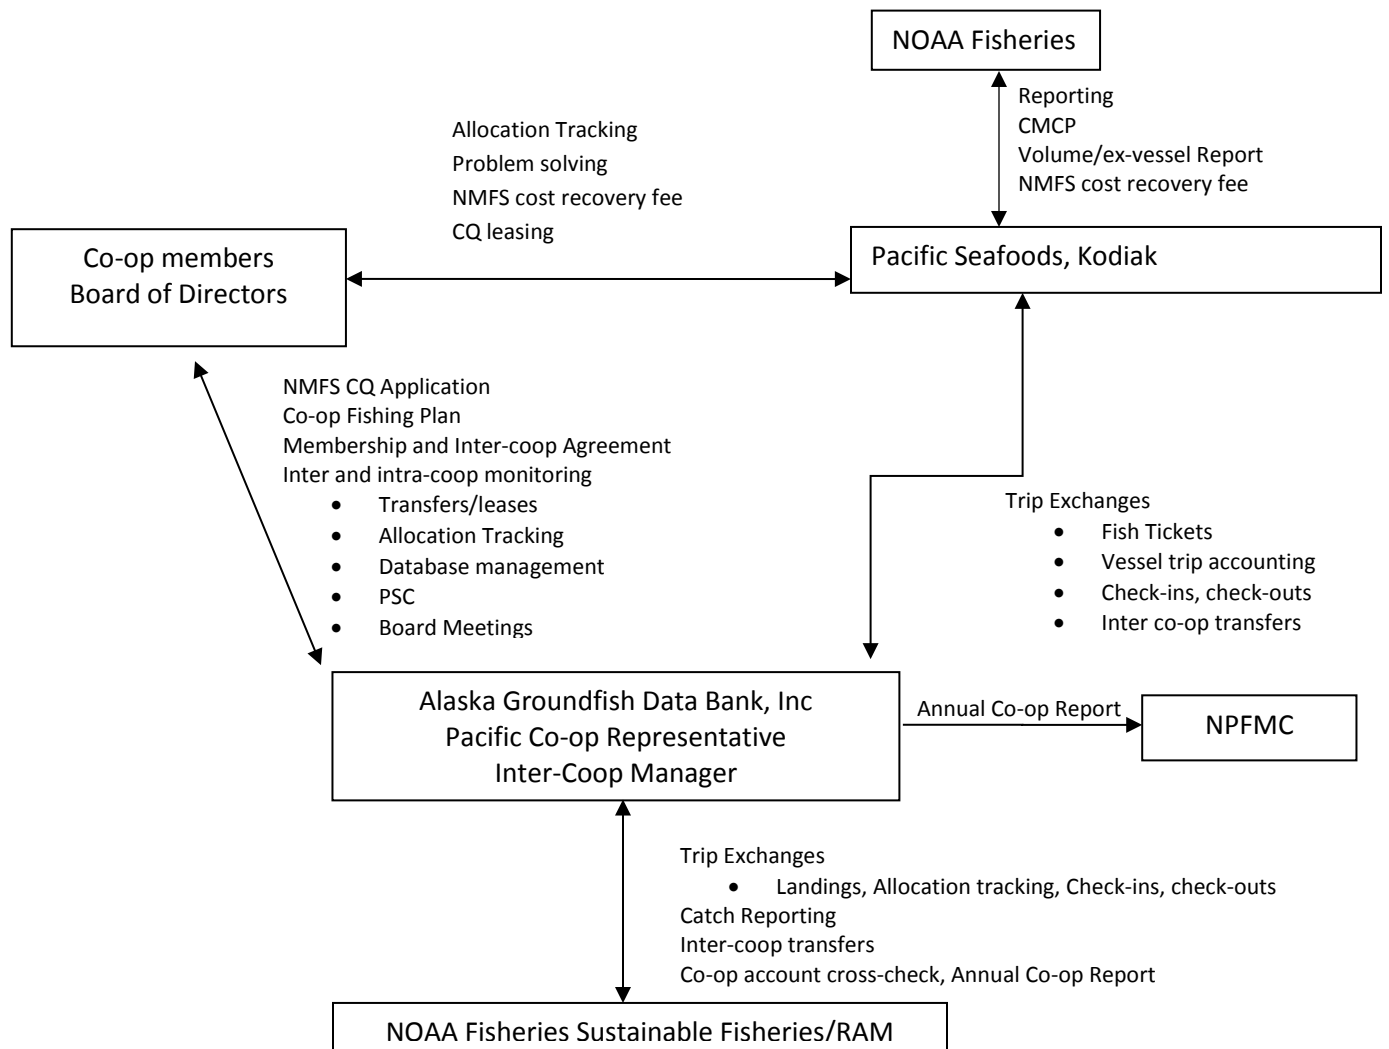 NOAA Fisheries
Reporting
CMCP
Volume/ex-vessel Report
NMFS cost recovery fee
Allocation Tracking
Problem solving
NMFS cost recovery fee
CQ leasing
Co-op members
Board of Directors
Pacific Seafoods, Kodiak
NMFS CQ Application
Co-op Fishing Plan
Membership and Inter-coop Agreement
Inter and intra-coop monitoring
• Transfers/leases
• Allocation Tracking
• Database management
• PSC
• Board Meetings
Trip Exchanges
• Fish Tickets
• Vessel trip accounting
• Check-ins, check-outs
• Inter co-op transfers
Alaska Groundfish Data Bank, Inc
Pacific Co-op Representative
Inter-Coop Manager
Annual Co-op Report
NPFMC
Trip Exchanges
• Landings, Allocation tracking, Check-ins, check-outs
Catch Reporting
Inter-coop transfers
Co-op account cross-check, Annual Co-op Report
NOAA Fisheries Sustainable Fisheries/RAM